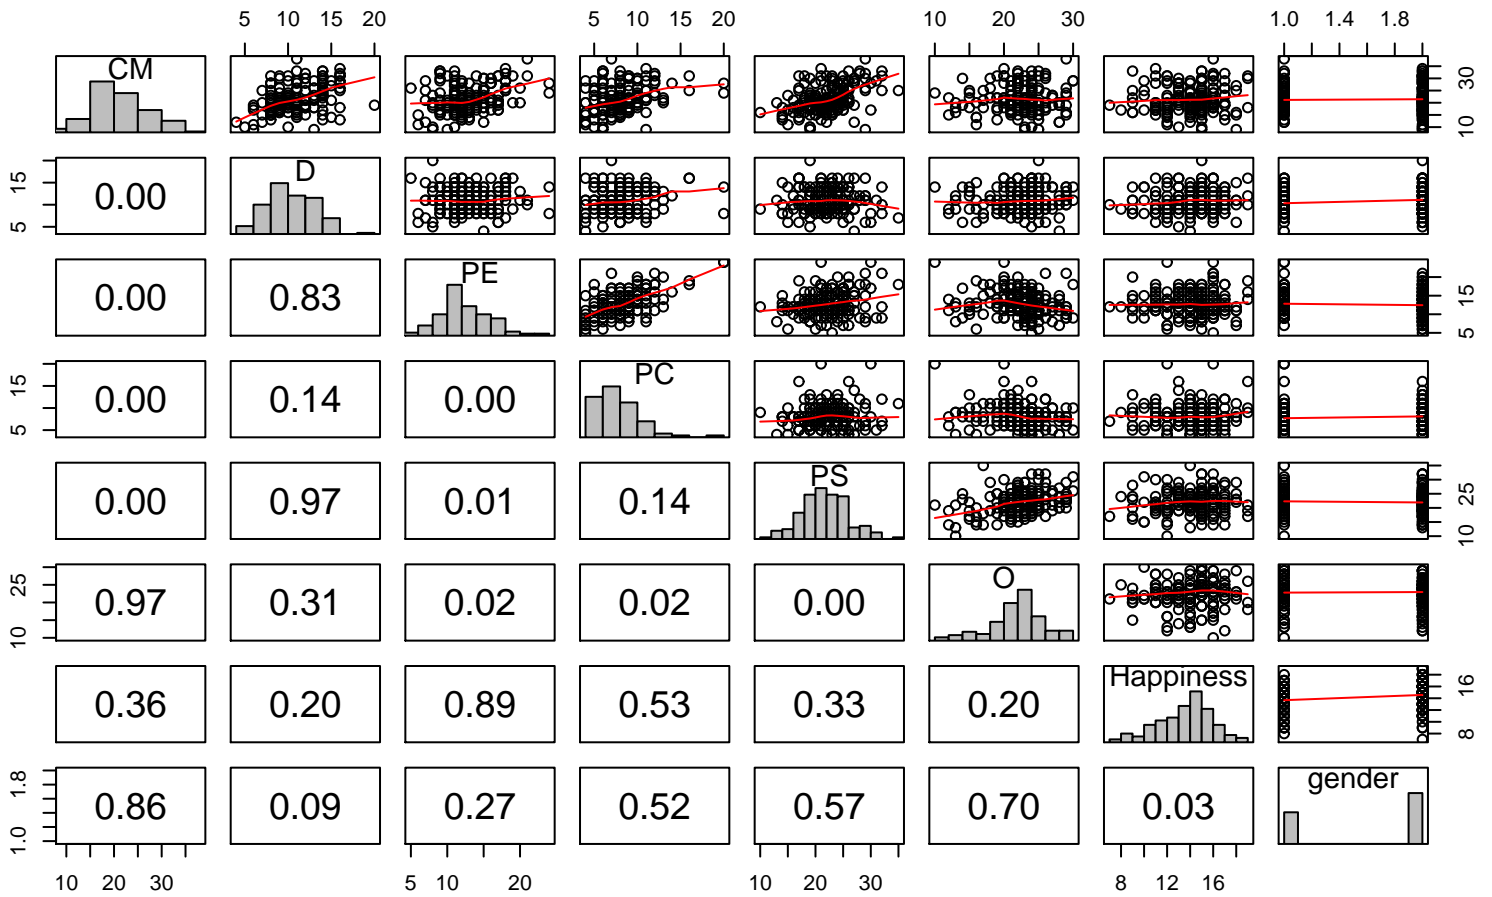 5 10 15 20 5 10 15 20 10 20 30 1.0 1.4 1.8
CM
10 30
0.00 D
5 15
0.00 0.83 PE
5 15
0.00 0.14 0.00 PC
5 15
0.00 0.97 0.01 0.14 PS
10 25
0.97 0.31 0.02 0.02 0.00 O
10 25
0.36 0.20 0.89 0.53 0.33 0.20 Happiness
8 16
0.86 0.09 0.27 0.52 0.57 0.70 0.03 gender
1.0 1.8
10 20 30 5 10 20 10 20 30 8 12 16